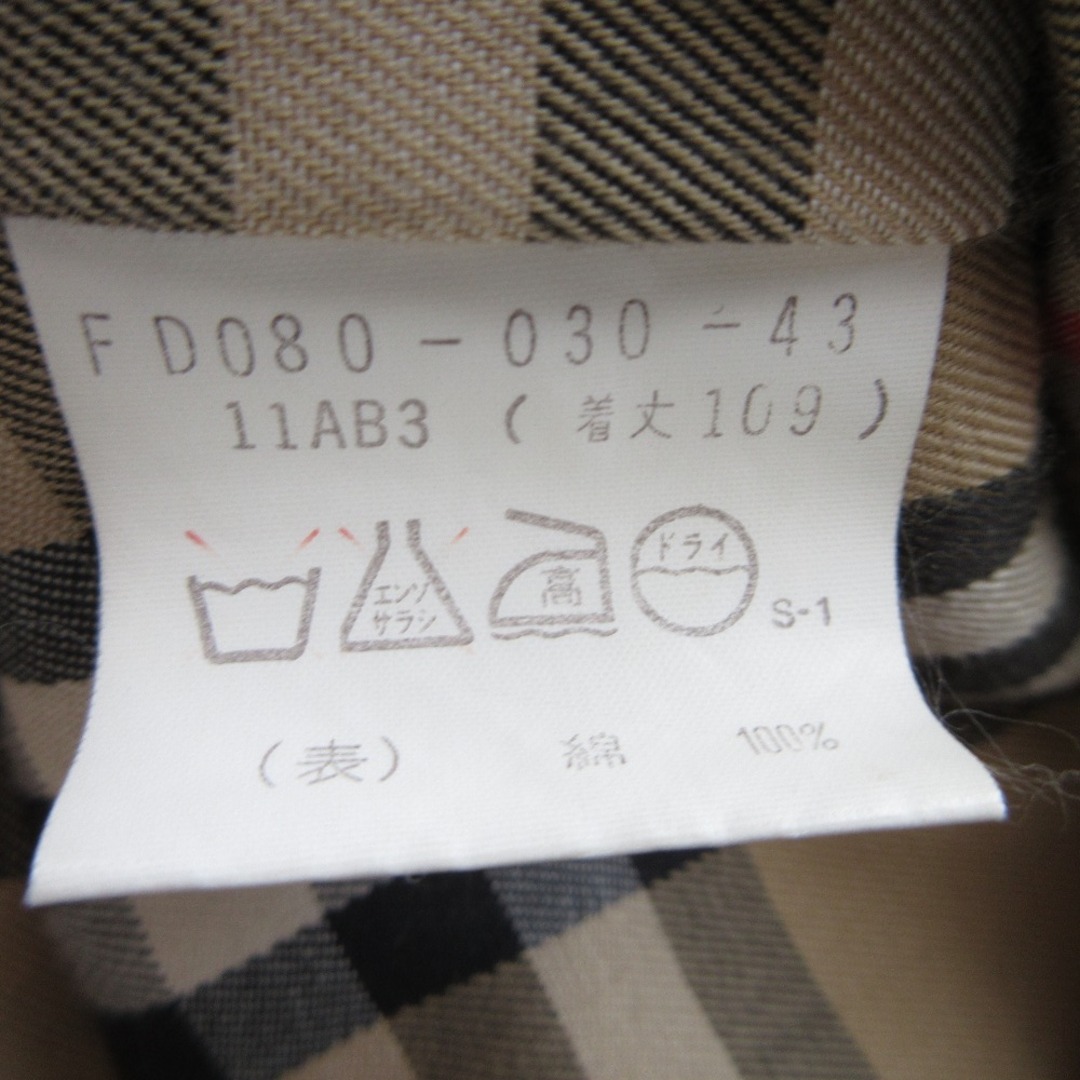 FD080-030-43
11AB3 (着丈109)
エンソ
サラシ
高
ドライ
S-1
(表) 綿 100%